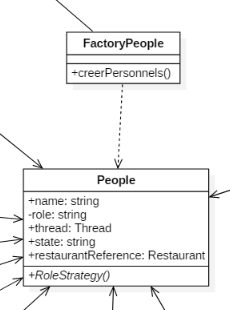 FactoryPeople
+creerPersonnels()
People
+name: string
-role: string
+thread: Thread
+state: string
+restaurantReference: Restaurant
+RoleStrategy()